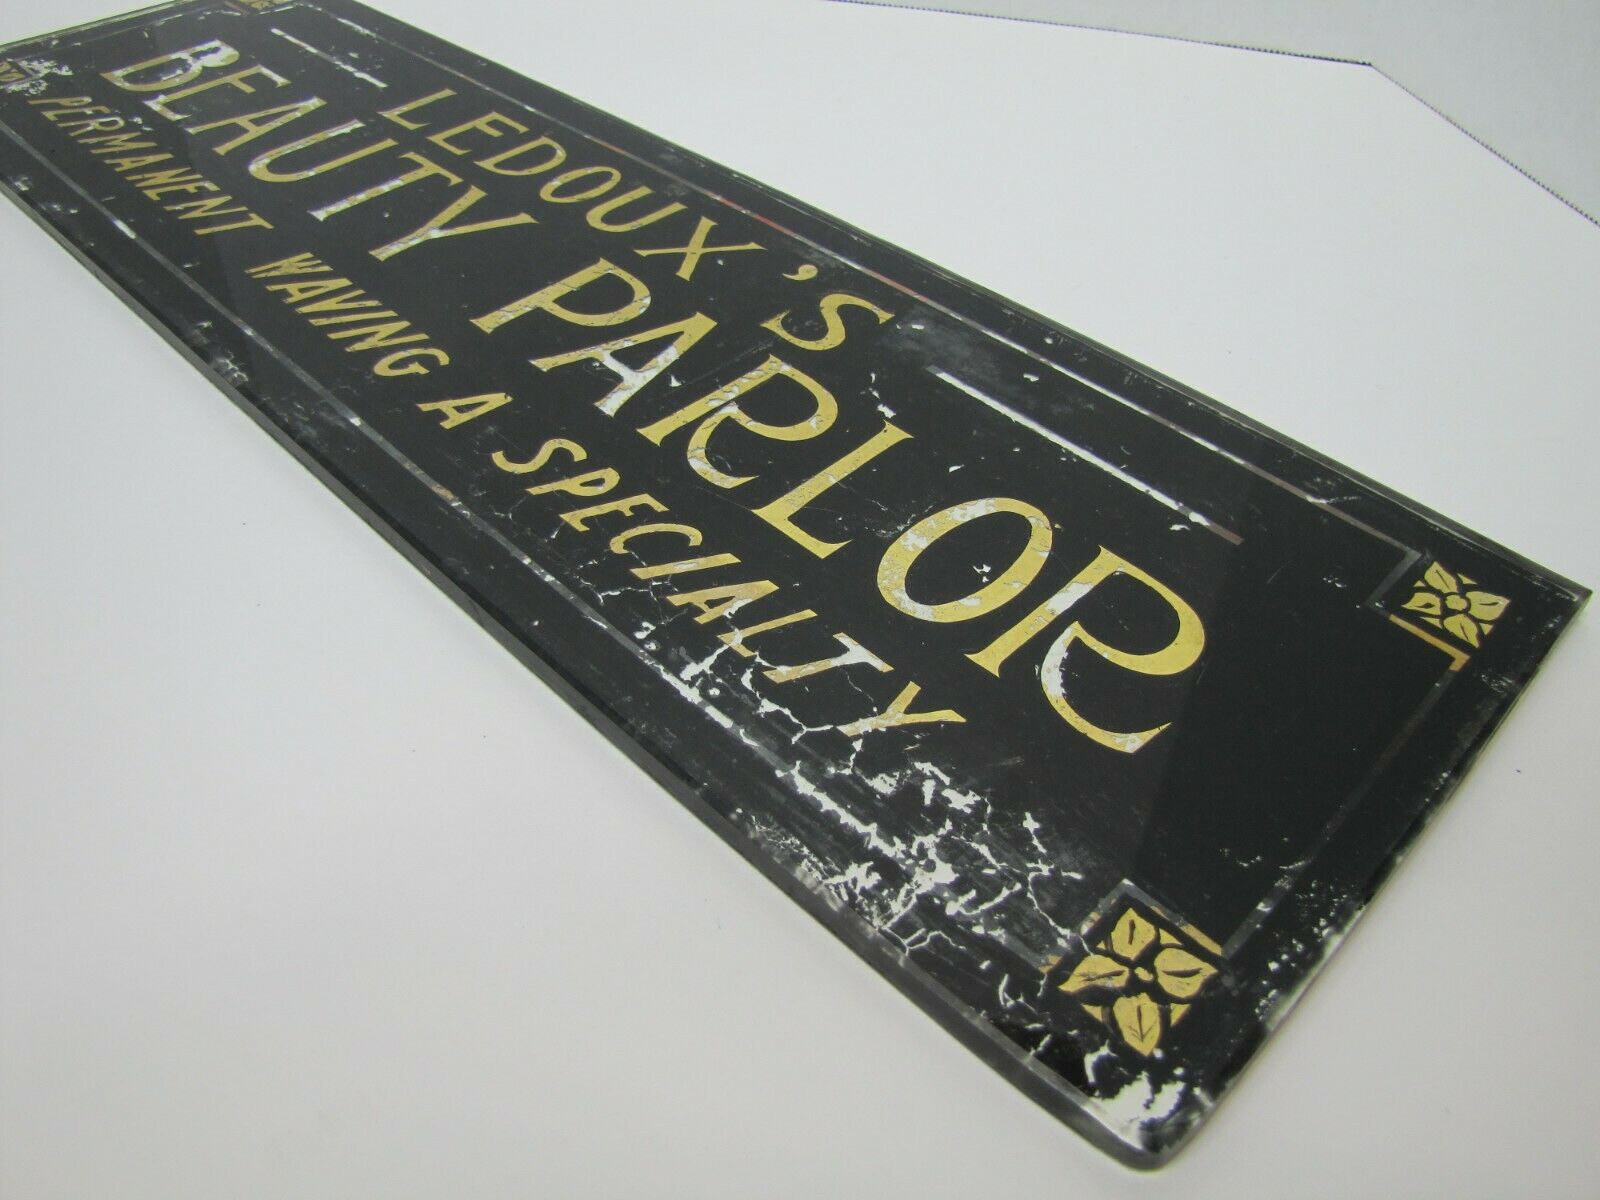 LEDOUX'S
BEAUTY PARLOR
PERMANENT WAVING A SPECIALTY